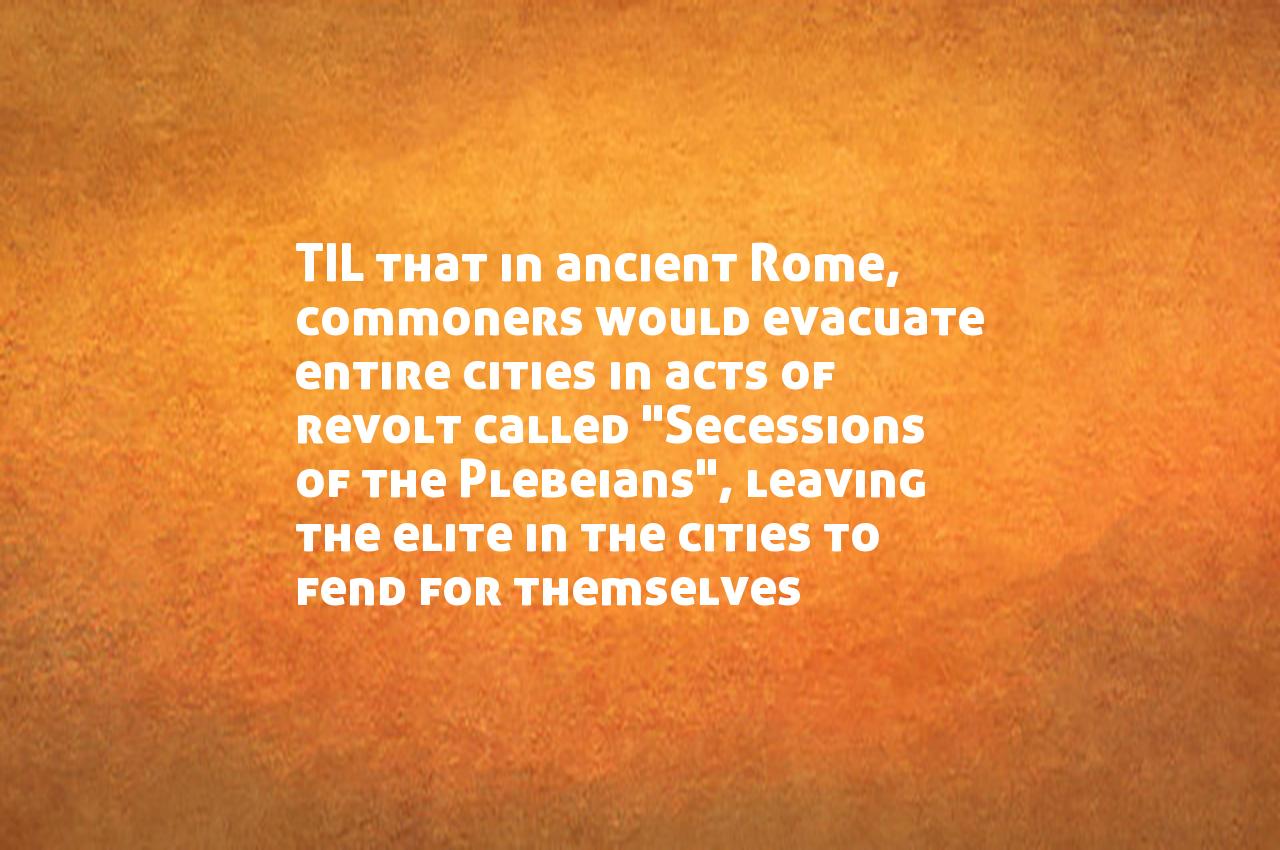 TIL that in ancient Rome,
commoners would evacuate
entire cities in acts of
revolt called "Secessions
of the Plebeians", leaving
the elite in the cities to
fend for themselves